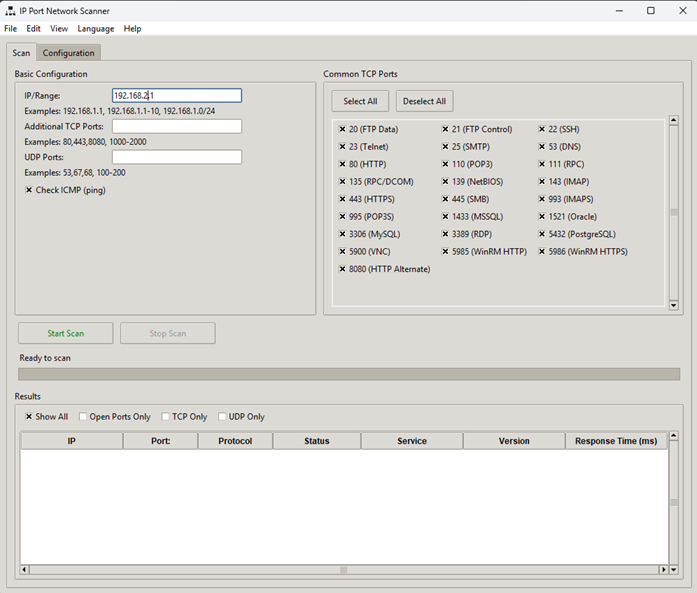 IP Port Network Scanner
File Edit View Language Help
Scan Configuration
Basic Configuration
IP/Range: 192.168.2.1
Examples: 192.168.1.1, 192.168.1.1-10, 192.168.1.0/24
Additional TCP Ports:
Examples: 80,443,8080, 1000-2000
UDP Ports:
Examples: 53,67,68, 100-200
Check ICMP (ping)
Common TCP Ports
Select All Deselect All
20 (FTP Data) 21 (FTP Control) 22 (SSH)
23 (Telnet) 25 (SMTP) 53 (DNS)
80 (HTTP) 110 (POP3) 111 (RPC)
135 (RPC/DCOM) 139 (NetBIOS) 143 (IMAP)
443 (HTTPS) 445 (SMB) 993 (IMAPS)
995 (POP3S) 1433 (MSSQL) 1521 (Oracle)
3306 (MySQL) 3389 (RDP) 5432 (PostgreSQL)
5900 (VNC) 5985 (WinRM HTTP) 5986 (WinRM HTTPS)
8080 (HTTP Alternate)
Start Scan Stop Scan
Ready to scan
Results
Show All Open Ports Only TCP Only UDP Only
IP Port: Protocol Status Service Version Response Time (ms)